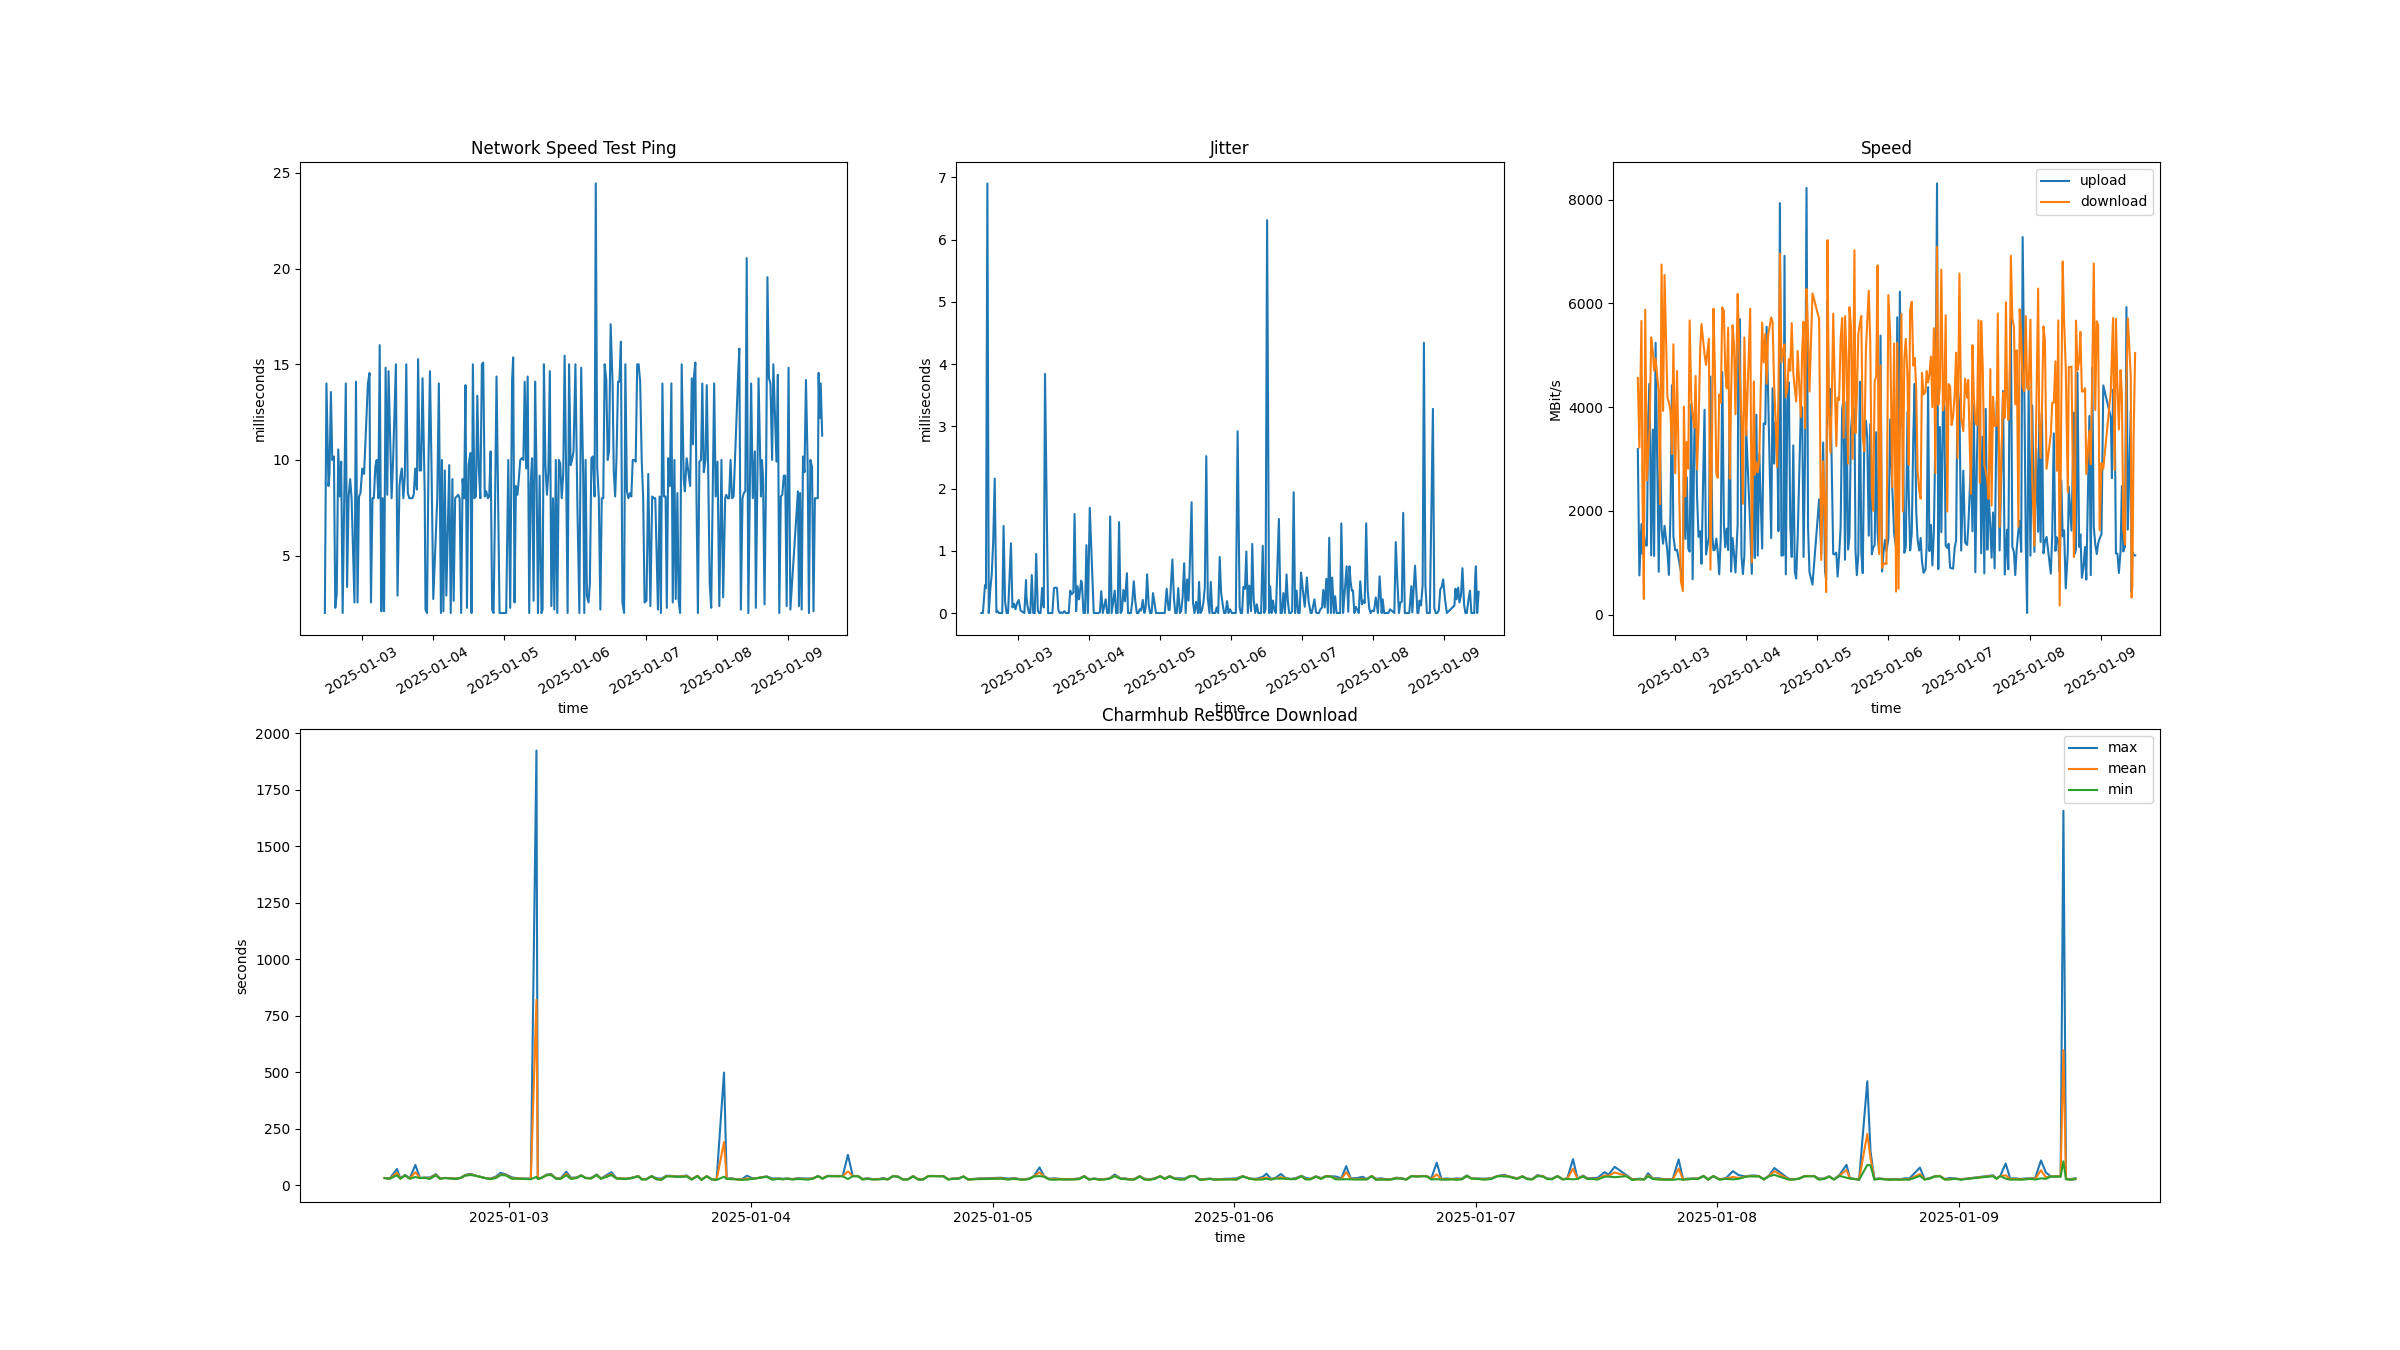 Network Speed Test Ping
25
20
15
10
5
milliseconds
2025-01-03 2025-01-04 2025-01-05 2025-01-06 2025-01-07 2025-01-08 2025-01-09
time
Jitter
7
6
5
4
3
2
1
0
milliseconds
2025-01-03 2025-01-04 2025-01-05 2025-01-06 2025-01-07 2025-01-08 2025-01-09
time
Speed
upload
download
8000
6000
4000
2000
0
MBit/s
2025-01-03 2025-01-04 2025-01-05 2025-01-06 2025-01-07 2025-01-08 2025-01-09
time
Charmhub Resource Download
max
mean
min
2000
1750
1500
1250
1000
750
500
250
0
seconds
2025-01-03 2025-01-04 2025-01-05 2025-01-06 2025-01-07 2025-01-08 2025-01-09
time